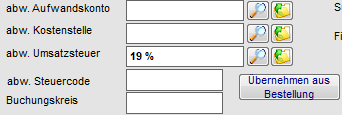 abw. Aufwandskonto
abw. Kostenstelle
abw. Umsatzsteuer 19 %
abw. Steuercode
Buchungskreis
Übernehmen aus
Bestellung